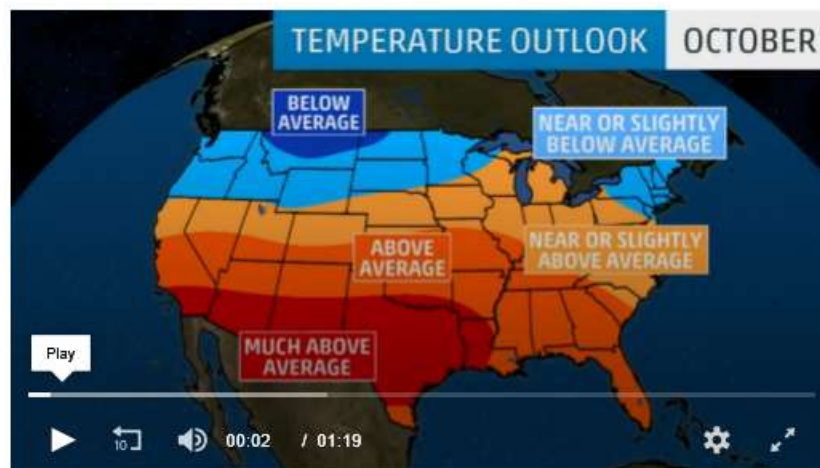 TEMPERATURE OUTLOOK OCTOBER
BELOW
AVERAGE
NEAR OR SLIGHTLY
BELOW AVERAGE
ABOVE
AVERAGE
NEAR OR SLIGHTLY
ABOVE AVERAGE
MUCH ABOVE
AVERAGE
Play
10
00:02 / 01:19